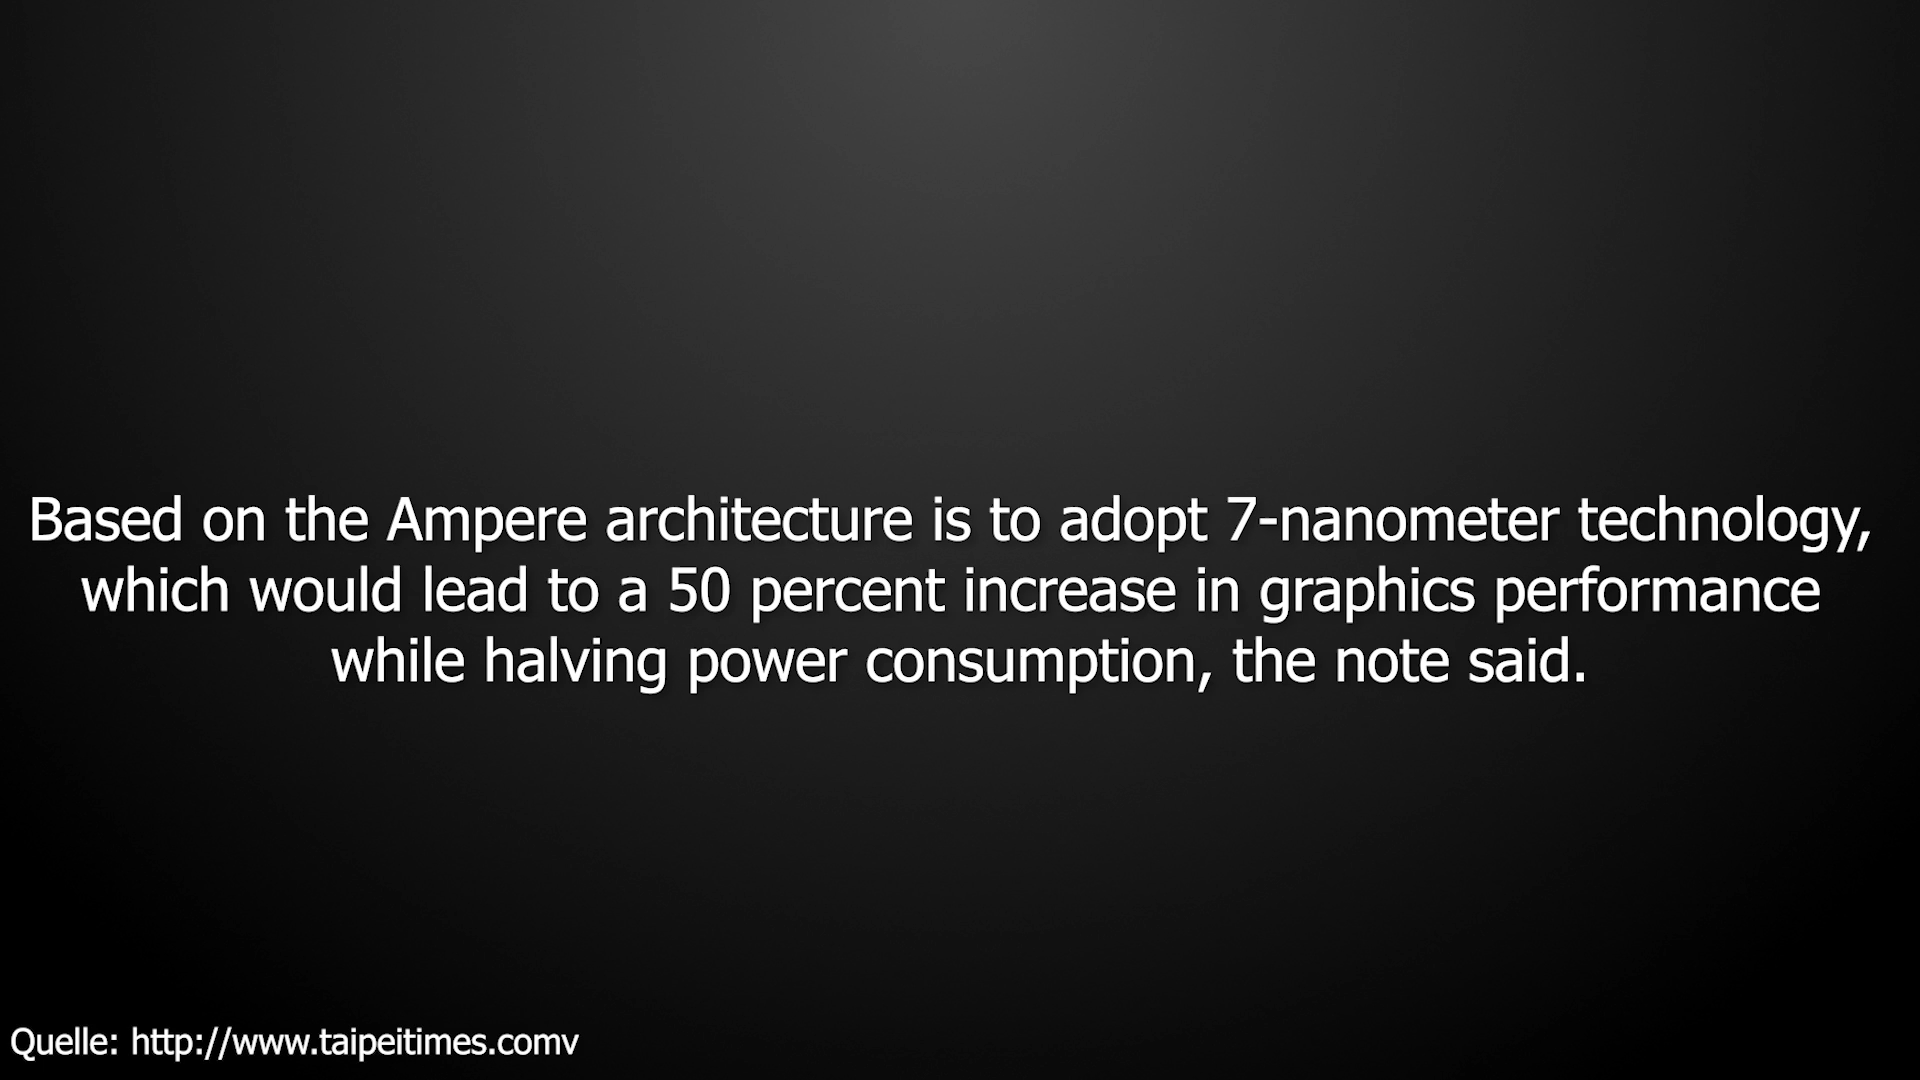 Based on the Ampere architecture is to adopt 7-nanometer technology,
which would lead to a 50 percent increase in graphics performance
while halving power consumption, the note said.
Quelle: http://www.taipeitimes.comv